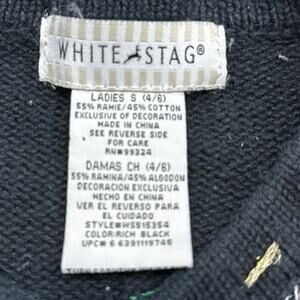 WHITE STAG®
LADIES S (4/6)
55% RAMIE/45% COTTON
EXCLUSIVE OF DECORATION
MADE IN CHINA
SEE REVERSE SIDE
FOR CARE
RN#99324
DAMAS CH (4/6)
55% RAMINA/45% ALGODON
DECORACION EXCLUSIVA
HECHO EN CHINA
VER EL REVERSO PARA
EL CUIDADO
STYLE#WS515354
COLOR:RICH BLACK
UPC# 6 6391119745